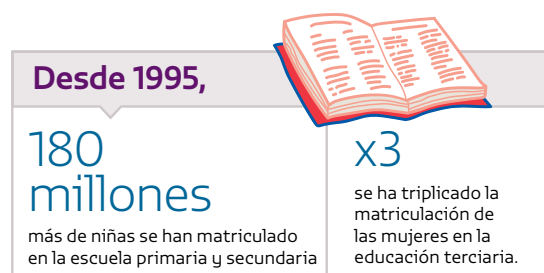 Desde 1995,
180
millones
más de niñas se han matriculado
en la escuela primaria y secundaria
x3
se ha triplicado la
matriculación de
las mujeres en la
educación terciaria.